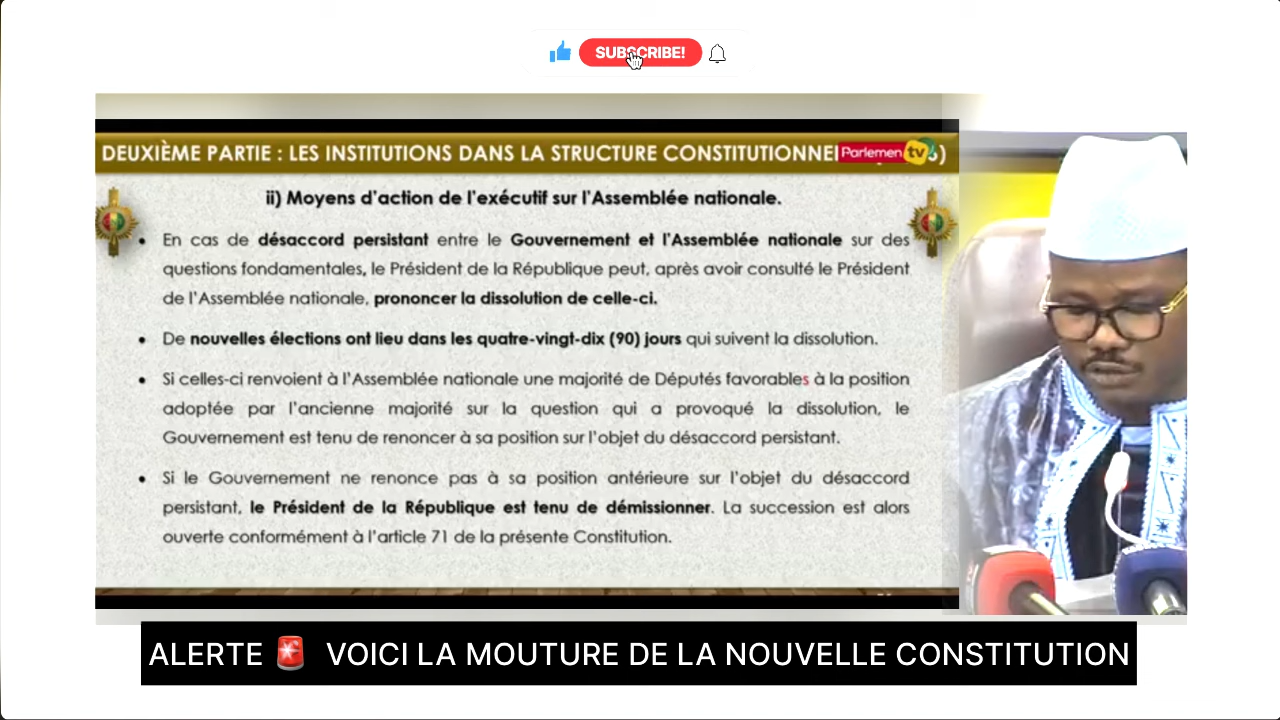 SUBSCRIBE!
DEUXIÈME PARTIE : LES INSTITUTIONS DANS LA STRUCTURE CONSTITUTIONNEL
Parlemen tv
ii) Moyens d'action de l'exécutif sur l'Assemblée nationale.
• En cas de désaccord persistant entre le Gouvernement et l'Assemblée nationale sur des
questions fondamentales, le Président de la République peut, après avoir consulté le Président
de l'Assemblée nationale, prononcer la dissolution de celle-ci.
• De nouvelles élections ont lieu dans les quatre-vingt-dix (90) jours qui suivent la dissolution.
• Si celles-ci renvoient à l'Assemblée nationale une majorité de Députés favorables à la position
adoptée par l'ancienne majorité sur la question qui a provoqué la dissolution, le
Gouvernement est tenu de renoncer à sa position sur l'objet du désaccord persistant.
• Si le Gouvernement ne renonce pas à sa position antérieure sur l'objet du désaccord
persistant, le Président de la République est tenu de démissionner. La succession est alors
ouverte conformément à l'article 71 de la présente Constitution.
ALERTE 🚨 VOICI LA MOUTURE DE LA NOUVELLE CONSTITUTION